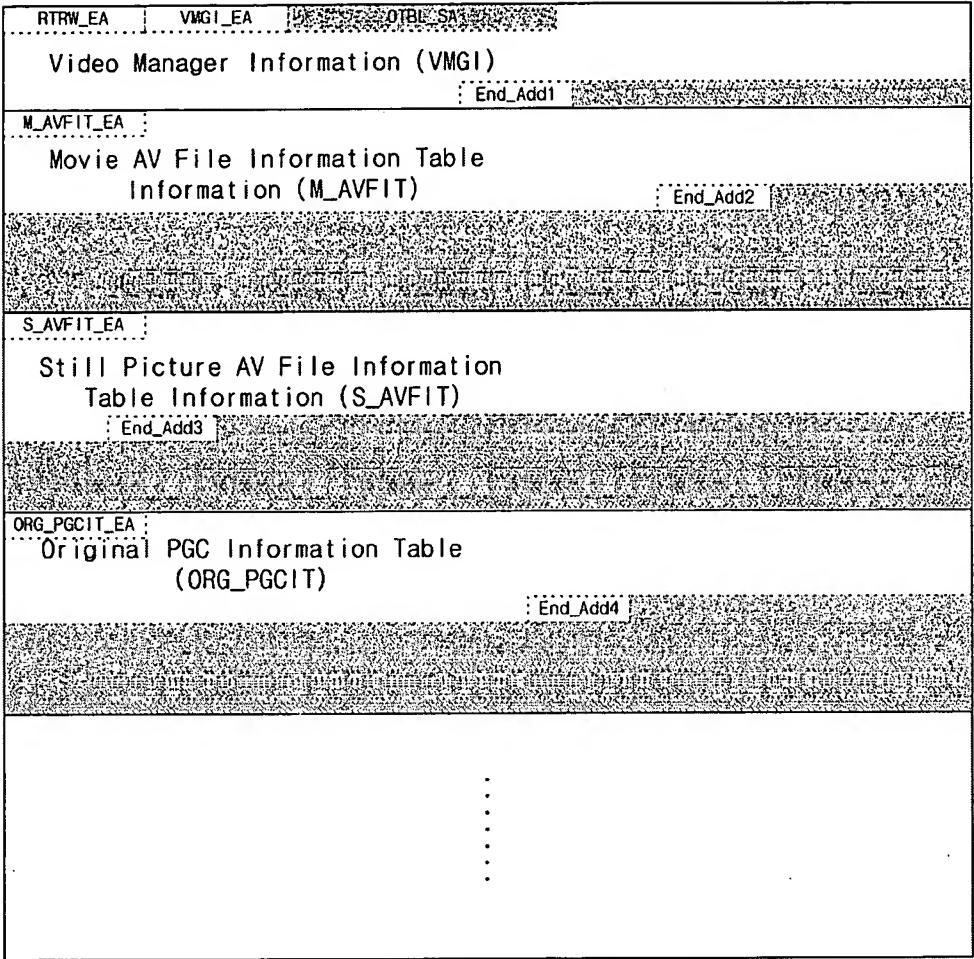 RTRW_EA VMGI_EA OTBL_SA
Video Manager Information (VMGI)
End_Add1
M_AVFIT_EA
Movie AV File Information Table
Information (M_AVFIT)
End_Add2
S_AVFIT_EA
Still Picture AV File Information
Table Information (S_AVFIT)
End_Add3
ORG_PGCIT_EA
Original PGC Information Table
(ORG_PGCIT)
End_Add4